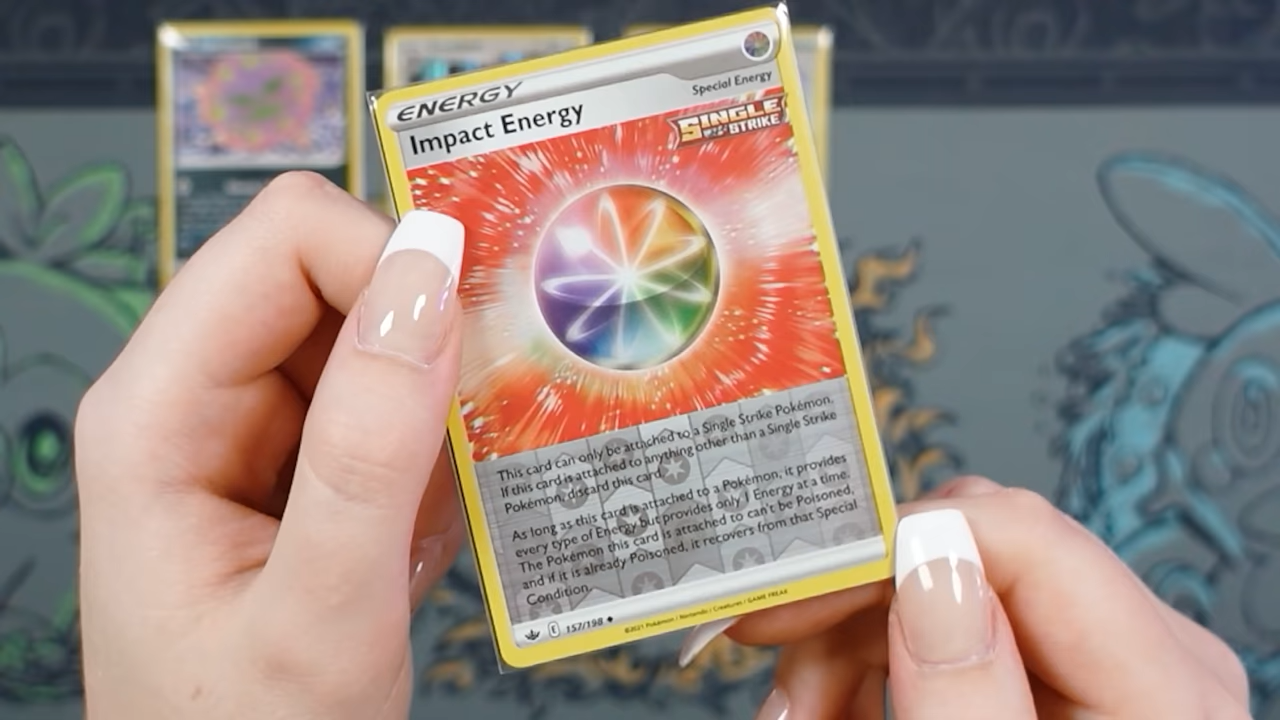 ENERGY
Special Energy
Impact Energy
SINGLE
STRIKE
This card can only be attached to a Single Strike Pokémon.
If this card is attached to anything other than a Single Strike
Pokémon, discard this card.
As long as this card is attached to a Pokémon, it provides
every type of Energy but provides only 1 Energy at a time.
The Pokémon this card is attached to can't be Poisoned,
and if it is already Poisoned, it recovers from that Special
Condition.
E 157/198
©2021 Pokémon / Nintendo / Creatures / GAME FREAK